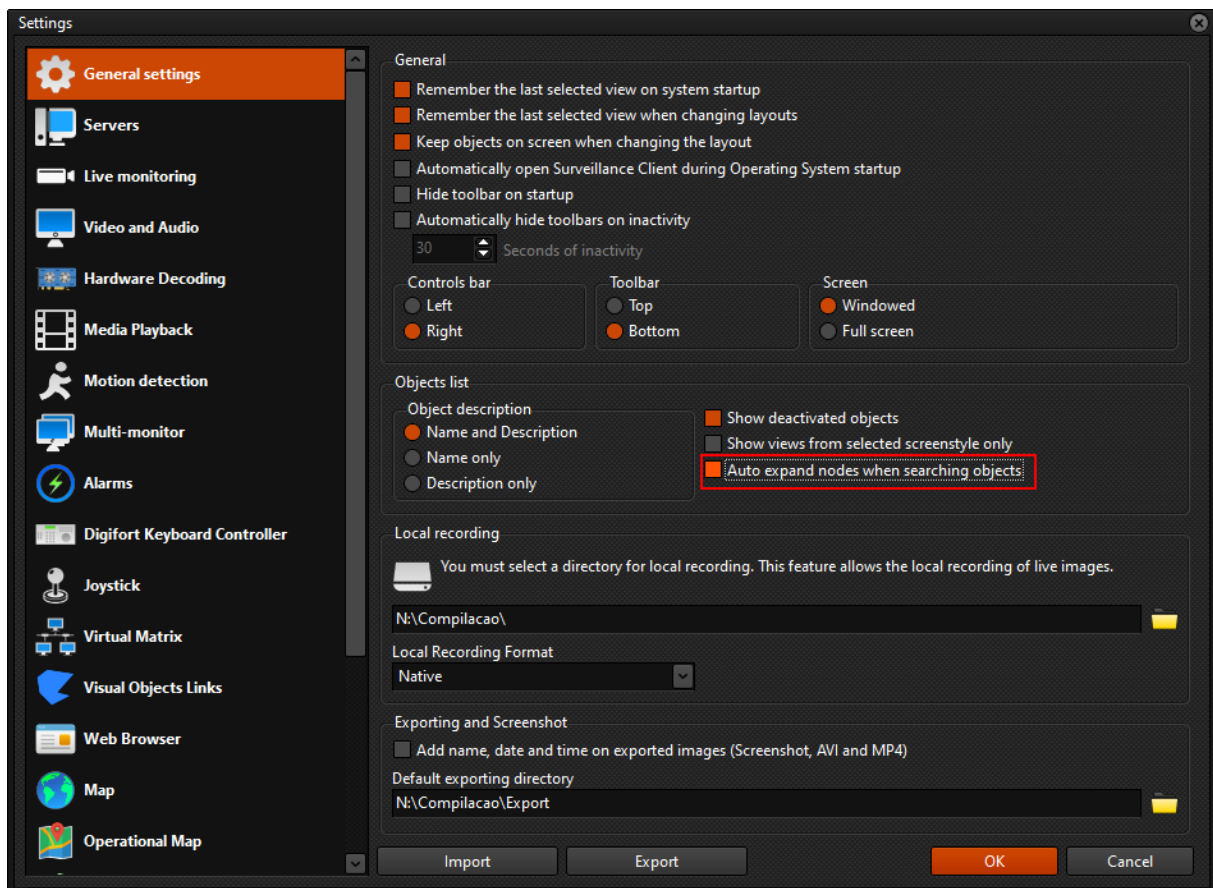 Settings
General settings
Servers
Live monitoring
Video and Audio
Hardware Decoding
Media Playback
Motion detection
Multi-monitor
Alarms
Digifort Keyboard Controller
Joystick
Virtual Matrix
Visual Objects Links
Web Browser
Map
Operational Map
General
Remember the last selected view on system startup
Remember the last selected view when changing layouts
Keep objects on screen when changing the layout
Automatically open Surveillance Client during Operating System startup
Hide toolbar on startup
Automatically hide toolbars on inactivity
30 Seconds of inactivity
Controls bar
Left
Right
Toolbar
Top
Bottom
Screen
Windowed
Full screen
Objects list
Object description
Name and Description
Name only
Description only
Show deactivated objects
Show views from selected screenstyle only
Auto expand nodes when searching objects
Local recording
You must select a directory for local recording. This feature allows the local recording of live images.
N:\Compilacao\
Local Recording Format
Native
Exporting and Screenshot
Add name, date and time on exported images (Screenshot, AVI and MP4)
Default exporting directory
N:\Compilacao\Export
Import
Export
OK
Cancel